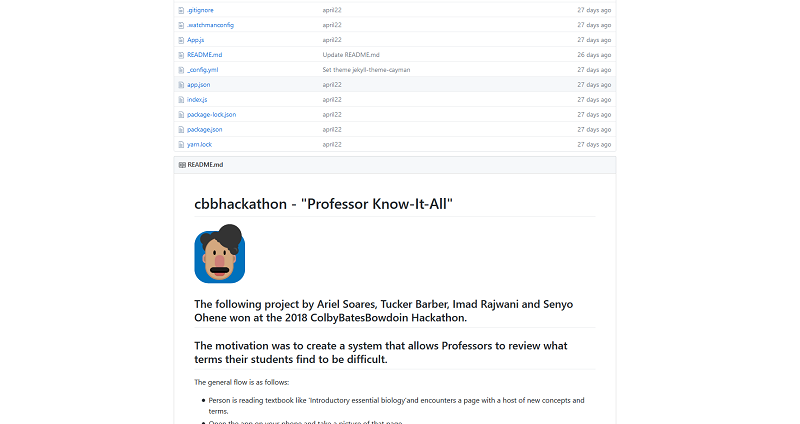 .gitignore april22 27 days ago
.watchmanconfig april22 27 days ago
App.js april22 27 days ago
README.md Update README.md 26 days ago
_config.yml Set theme jekyll-theme-cayman 27 days ago
app.json april22 27 days ago
index.js april22 27 days ago
package-lock.json april22 27 days ago
package.json april22 27 days ago
yarn.lock april22 27 days ago
README.md
cbbhackathon - "Professor Know-It-All"
The following project by Ariel Soares, Tucker Barber, Imad Rajwani and Senyo
Ohene won at the 2018 ColbyBatesBowdoin Hackathon.
The motivation was to create a system that allows Professors to review what
terms their students find to be difficult.
The general flow is as follows:
• Person is reading textbook like 'Introductory essential biology'and encounters a page with a host of new concepts and
terms.
• Open the app on your phone and take a picture of that page